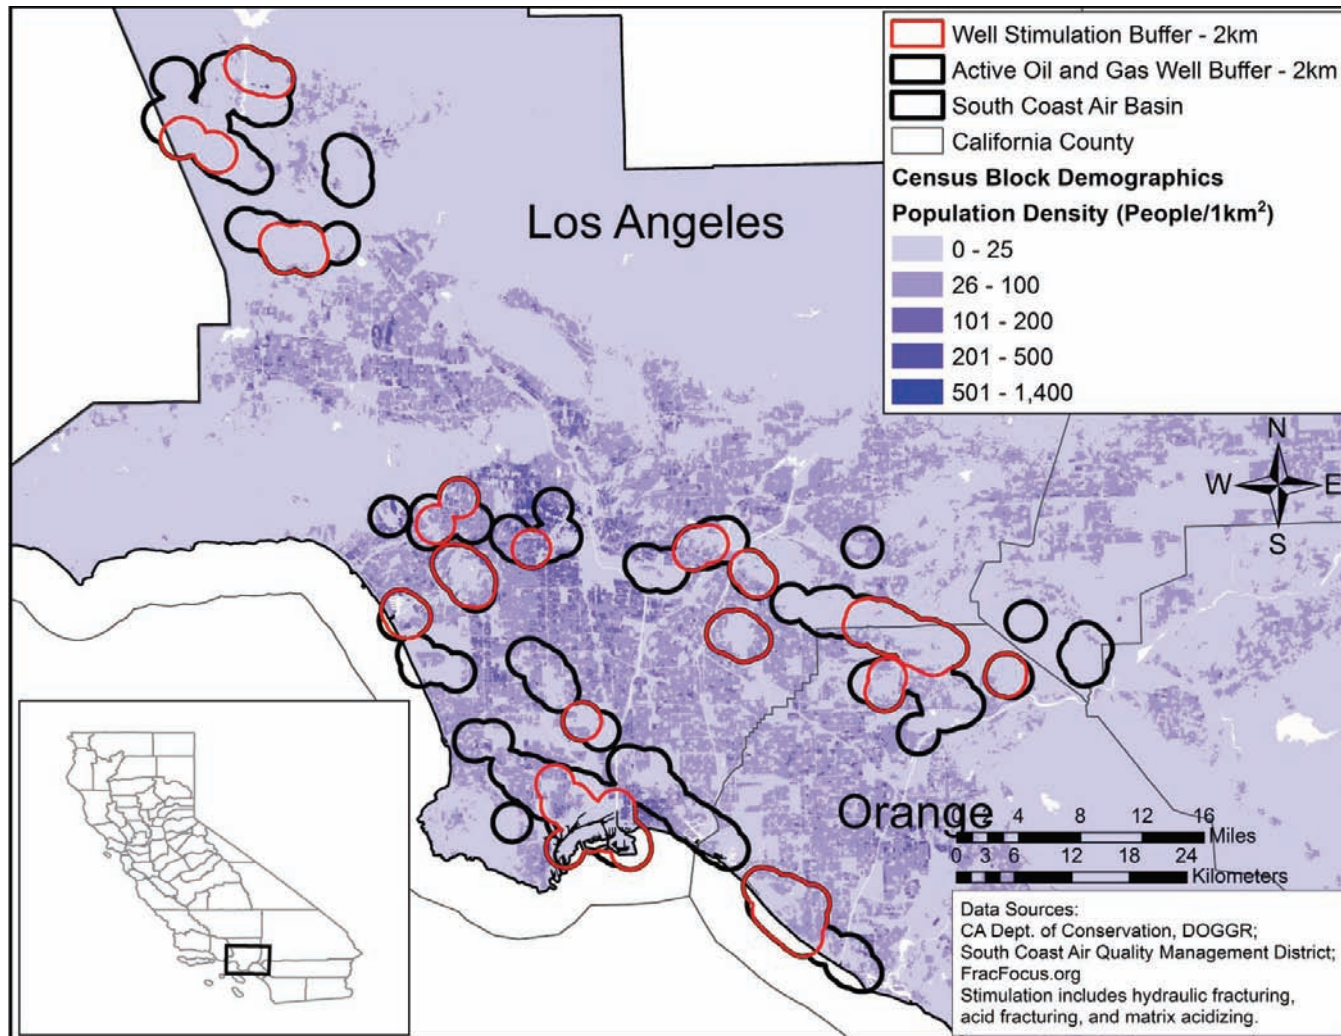 Well Stimulation Buffer - 2km
Active Oil and Gas Well Buffer - 2km
South Coast Air Basin
California County
Census Block Demographics
Population Density (People/1km²)
0 - 25
26 - 100
101 - 200
201 - 500
501 - 1,400
Los Angeles
N
W E
S
Orange
0 2 4 8 12 16
Miles
0 3 6 12 18 24
Kilometers
Data Sources:
CA Dept. of Conservation, DOGGR;
South Coast Air Quality Management District;
FracFocus.org
Stimulation includes hydraulic fracturing,
acid fracturing, and matrix acidizing.